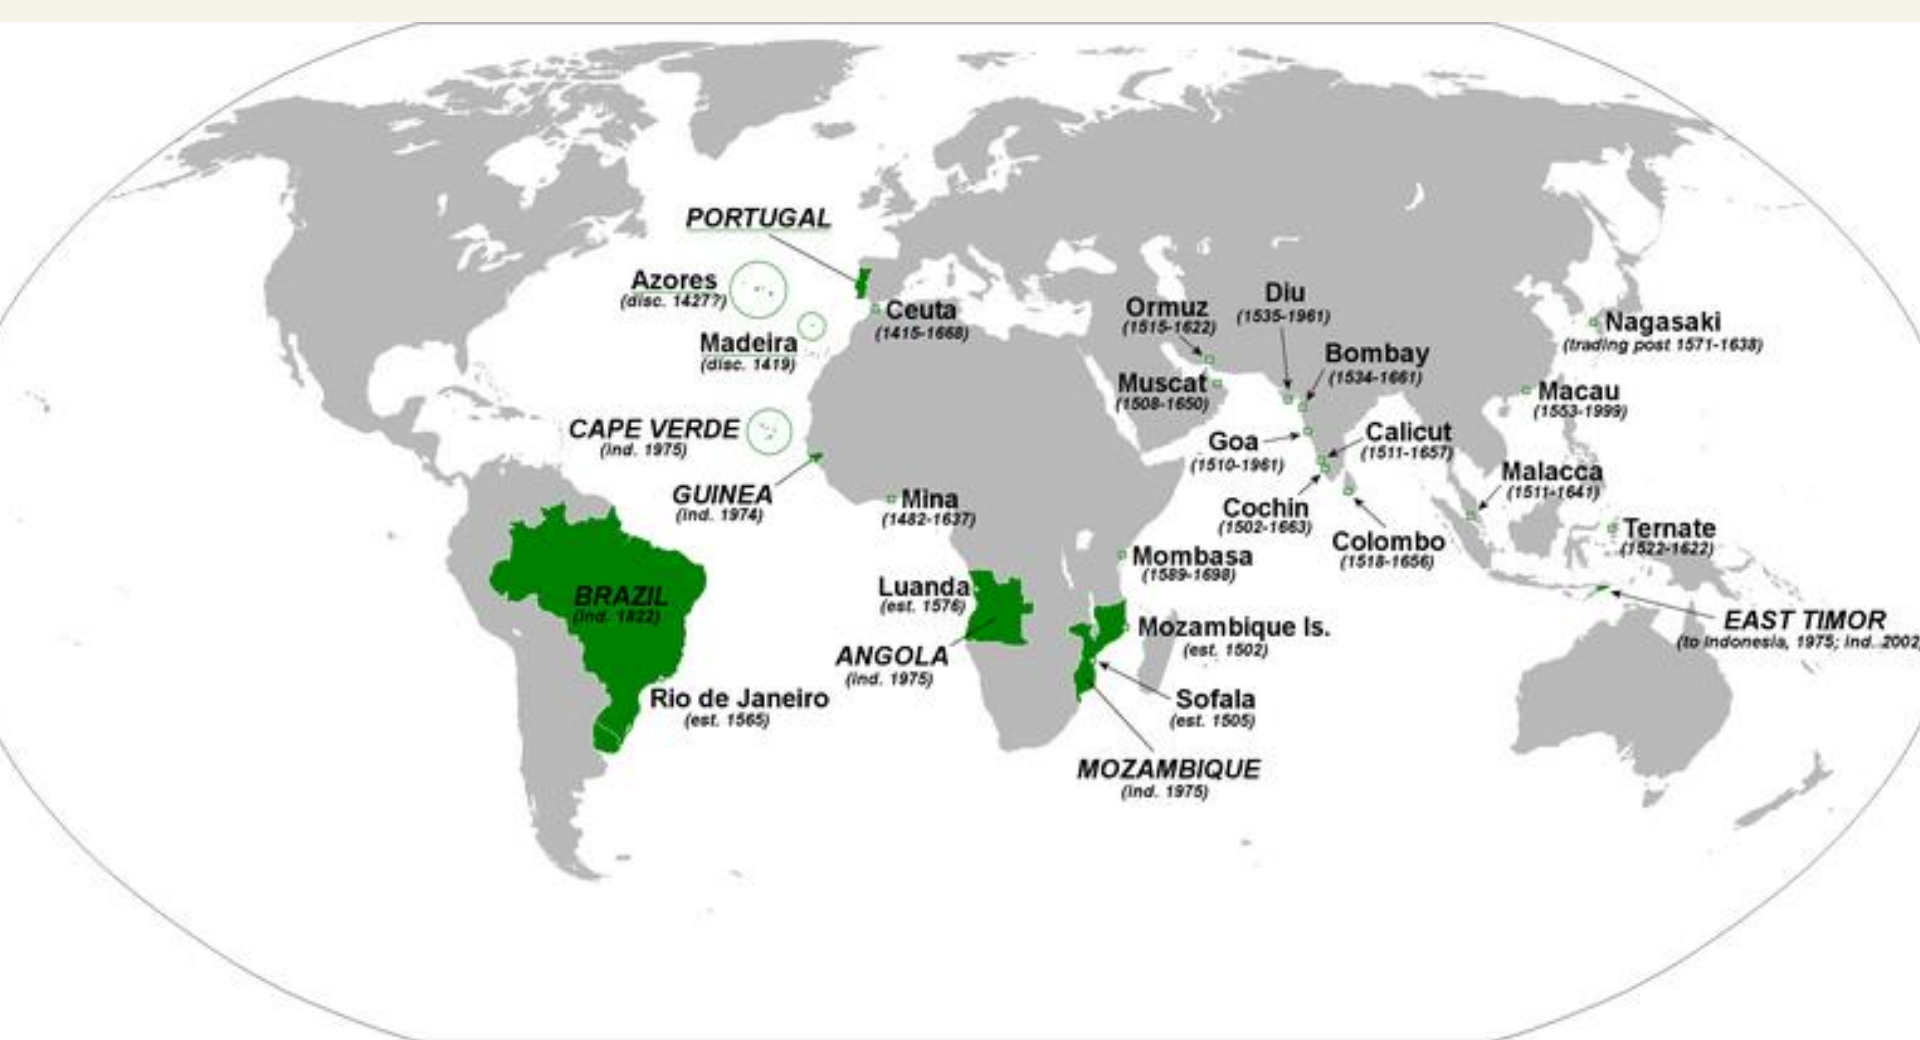 PORTUGAL
Azores
(disc. 1427?)
Madeira
(disc. 1419)
Ceuta
(1415-1668)
CAPE VERDE
(ind. 1975)
GUINEA
(ind. 1974)
Mina
(1482-1637)
BRAZIL
(ind. 1822)
Rio de Janeiro
(est. 1565)
Luanda
(est. 1576)
ANGOLA
(ind. 1975)
Mombasa
(1589-1698)
Mozambique Is.
(est. 1502)
Sofala
(est. 1505)
MOZAMBIQUE
(ind. 1975)
Ormuz
(1515-1622)
Muscat
(1508-1650)
Diu
(1535-1961)
Bombay
(1534-1661)
Goa
(1510-1961)
Calicut
(1511-1657)
Cochin
(1502-1663)
Colombo
(1518-1656)
Nagasaki
(trading post 1571-1638)
Macau
(1553-1999)
Malacca
(1511-1641)
Ternate
(1522-1622)
EAST TIMOR
(to Indonesia, 1975; ind. 2002